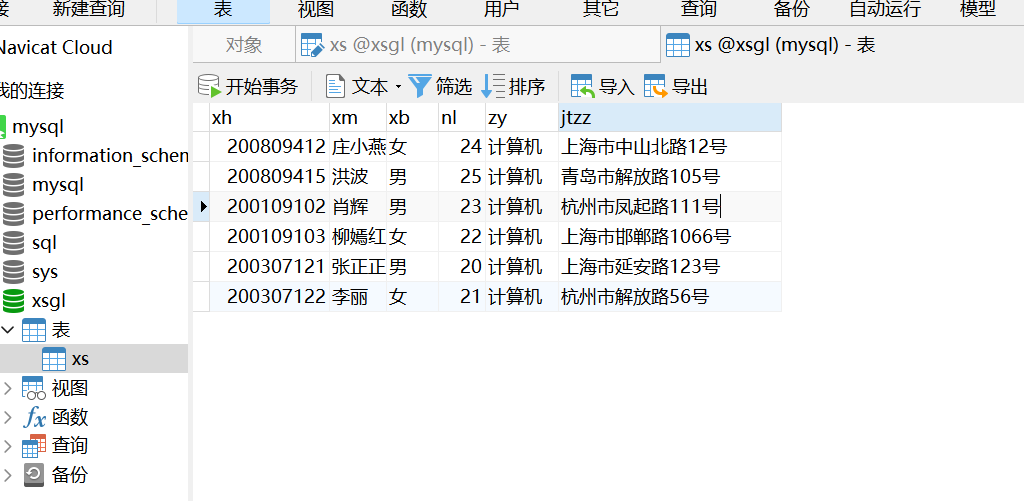 接 新建查询 表 视图 函数 用户 其它 查询 备份 自动运行 模型
Navicat Cloud
对象 xs @xsgl (mysql) - 表 xs @xsgl (mysql) - 表
我的连接
开始事务 文本 筛选 排序 导入 导出
mysql
information_schem
mysql
performance_sche
sql
sys
xsgl
表
xs
视图
fx 函数
查询
备份
xh xm xb nl zy jtzz
200809412 庄小燕 女 24 计算机 上海市中山北路12号
200809415 洪波 男 25 计算机 青岛市解放路105号
200109102 肖辉 男 23 计算机 杭州市凤起路111号
200109103 柳嫣红 女 22 计算机 上海市邯郸路1066号
200307121 张正正 男 20 计算机 上海市延安路123号
200307122 李丽 女 21 计算机 杭州市解放路56号